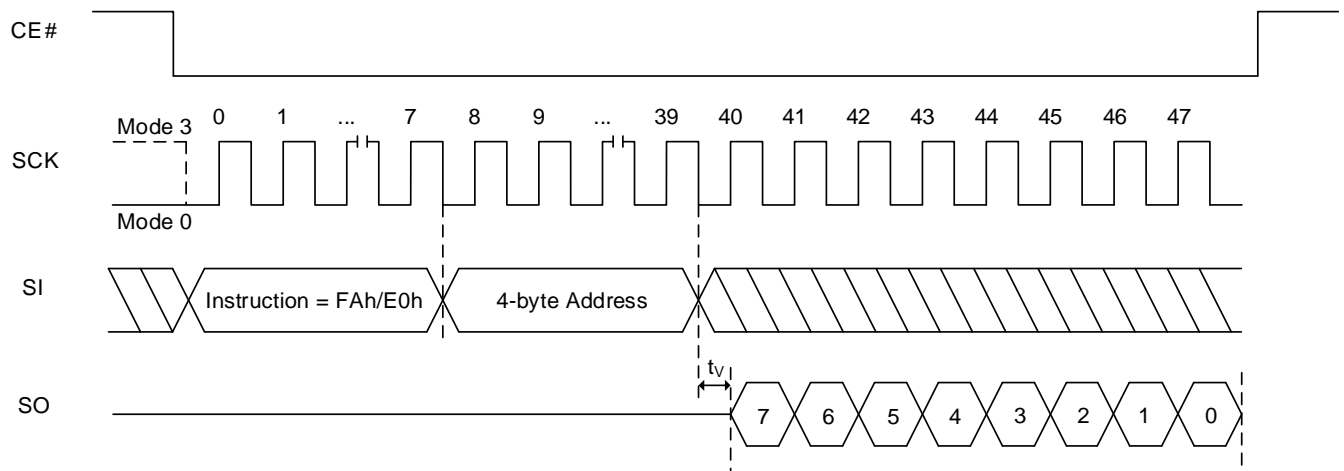 CE#
0 1 ... 7 8 9 ... 39 40 41 42 43 44 45 46 47
Mode 3
SCK
Mode 0
SI
Instruction = FAh/E0h
4-byte Address
tV
SO
7 6 5 4 3 2 1 0